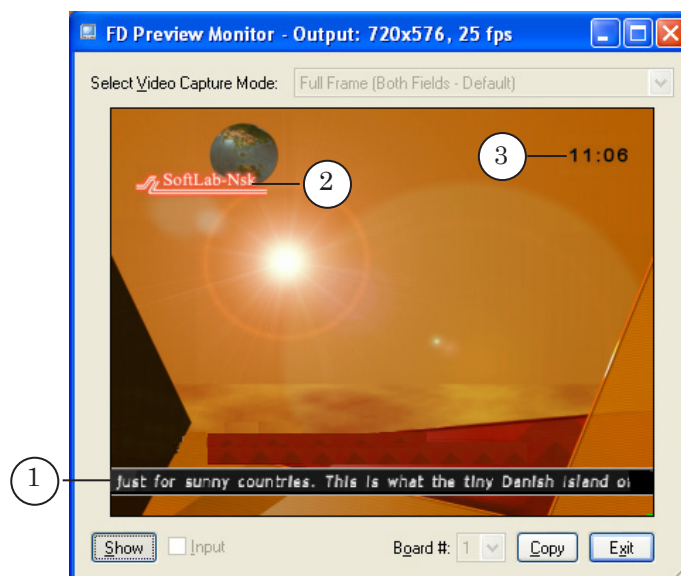 FD Preview Monitor - Output: 720x576, 25 fps
Select Video Capture Mode: Full Frame (Both Fields - Default)
3 11:06
SoftLab-Nsk 2
1 just for sunny countries. This is what the tiny Danish island of
Show Input Board #: 1 Copy Exit